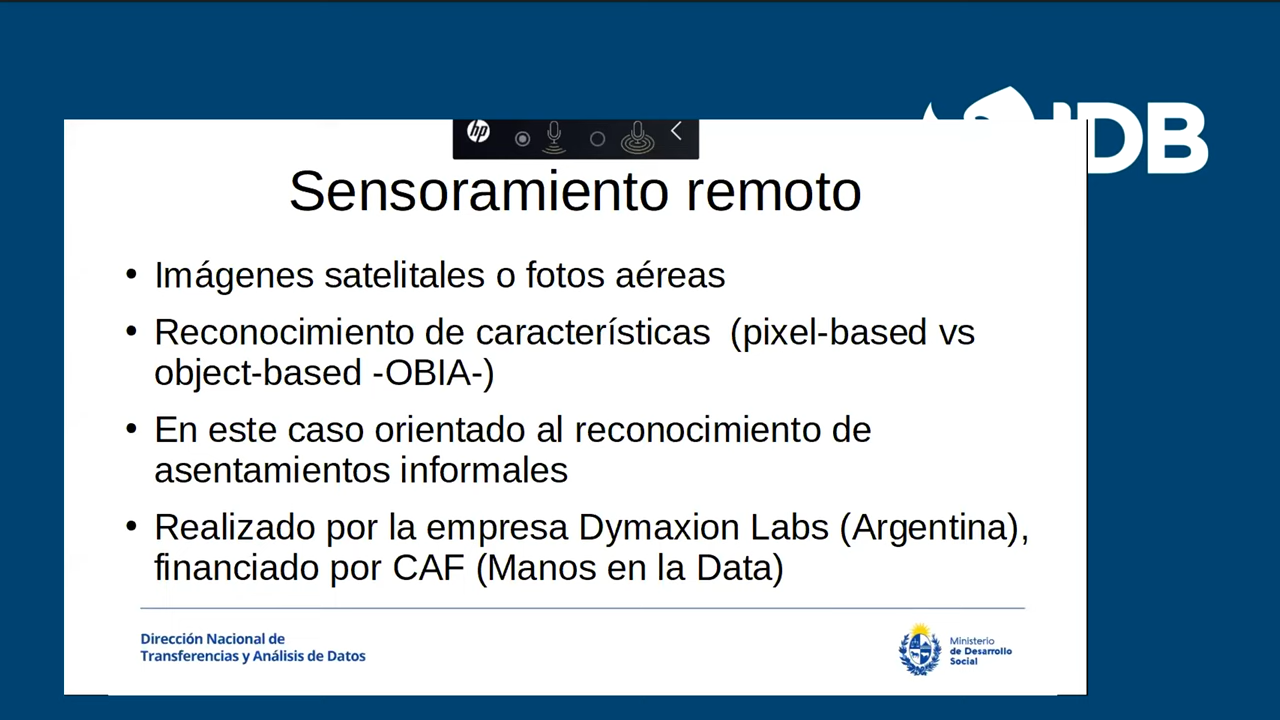 IDB
hp
Sensoramiento remoto
• Imágenes satelitales o fotos aéreas
• Reconocimiento de características (pixel-based vs
object-based -OBIA-)
• En este caso orientado al reconocimiento de
asentamientos informales
• Realizado por la empresa Dymaxion Labs (Argentina),
financiado por CAF (Manos en la Data)
Dirección Nacional de
Transferencias y Análisis de Datos
Ministerio
de Desarrollo
Social